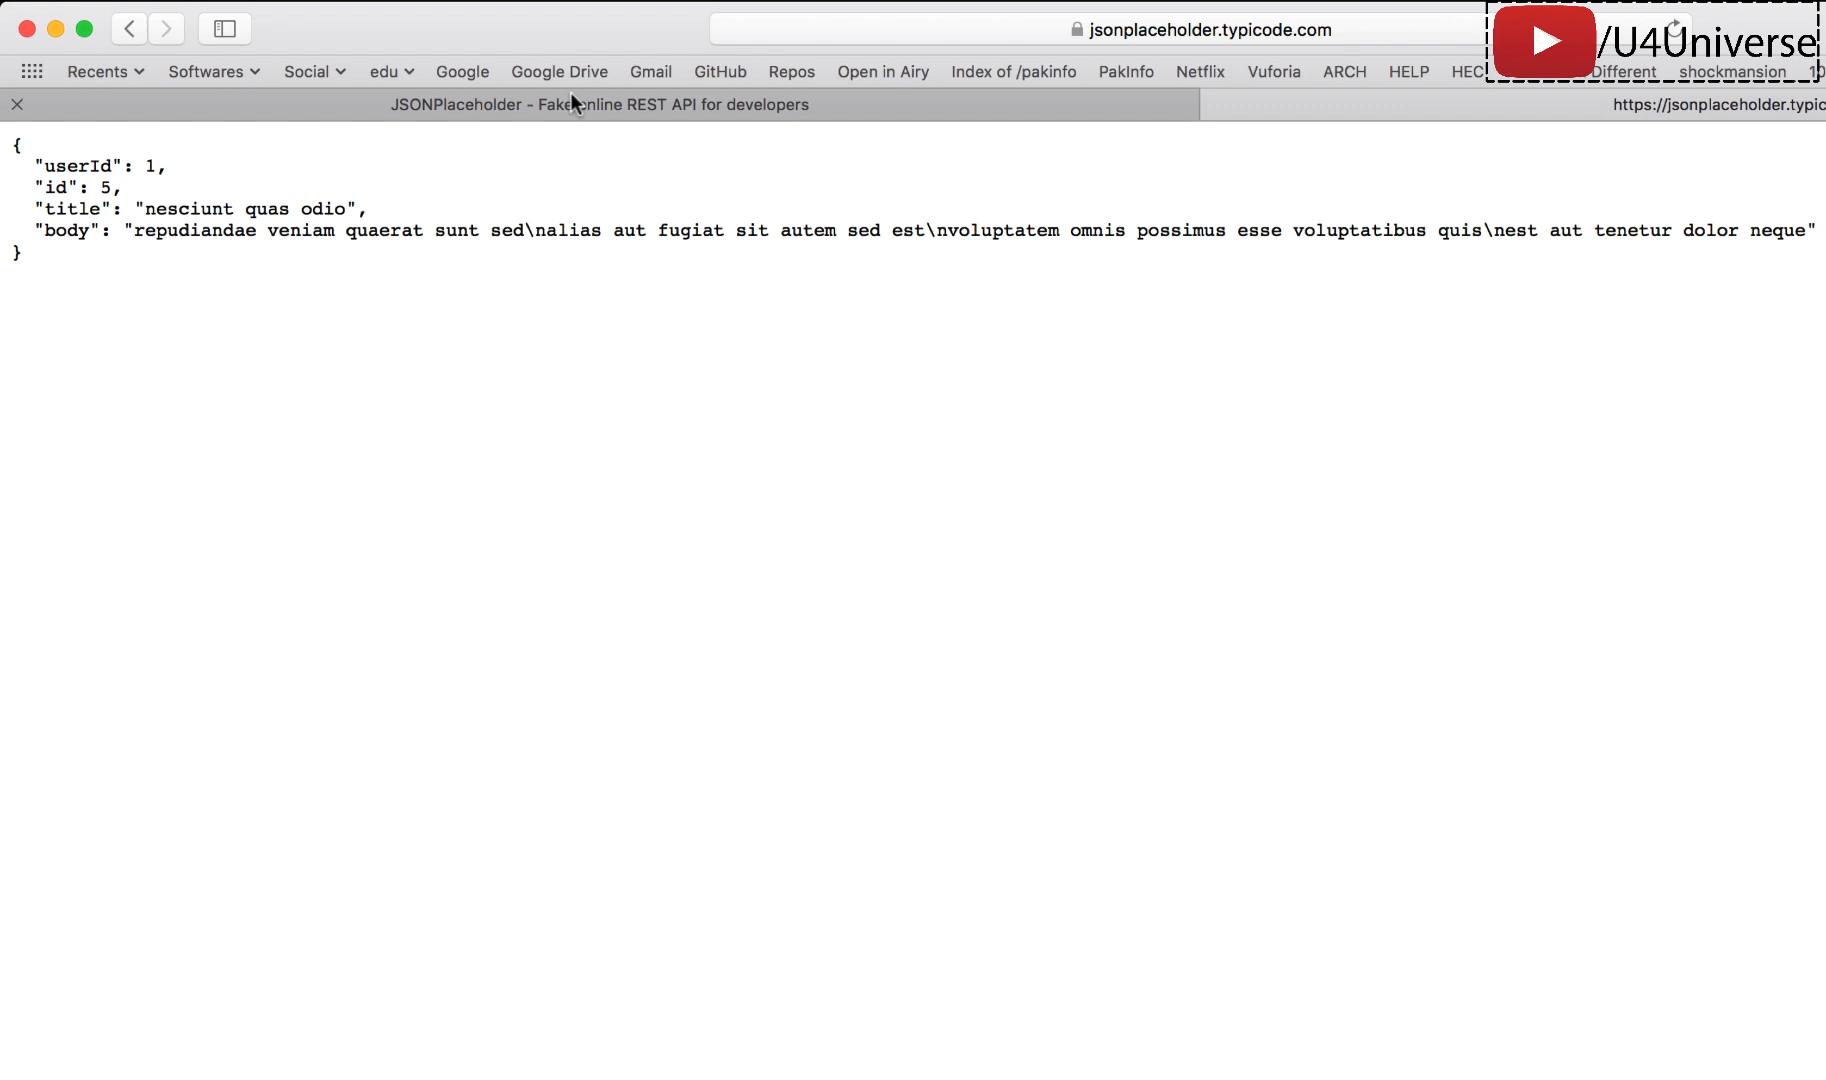 jsonplaceholder.typicode.com
/U4Universe
Recents Softwares Social edu Google Google Drive Gmail GitHub Repos Open in Airy Index of /pakinfo PakInfo Netflix Vuforia ARCH HELP HEC Different shockmansion 10
JSONPlaceholder - Fake online REST API for developers
https://jsonplaceholder.typic
{
"userId": 1,
"id": 5,
"title": "nesciunt quas odio",
"body": "repudiandae veniam quaerat sunt sed\nalias aut fugiat sit autem sed est\nvoluptatem omnis possimus esse voluptatibus quis\nest aut tenetur dolor neque"
}